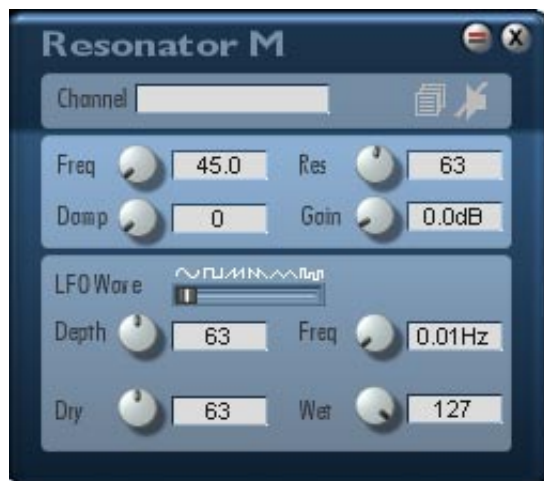 Resonator M
Channel
Freq 45.0 Res 63
Damp 0 Gain 0.0dB
LFO Wave
Depth 63 Freq 0.01Hz
Dry 63 Wet 127